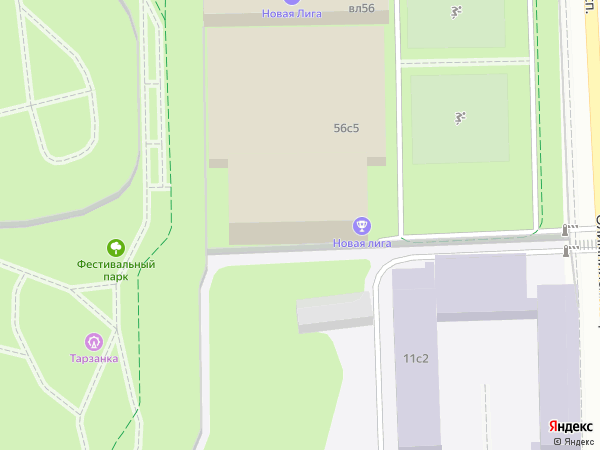 вл56
Новая Лига
56с5
Новая лига
Фестивальный
парк
Тарзанка
11с2
Яндекс
© Яндекс